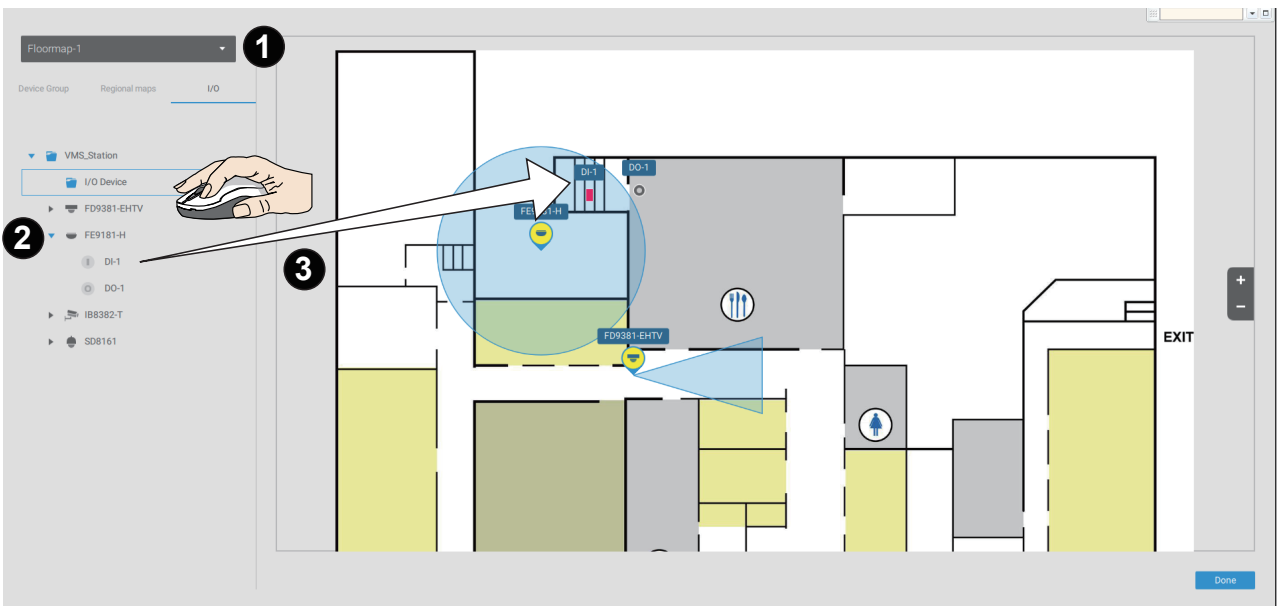 Floormap-1
1
Device Group Regional maps I/O
VMS_Station
I/O Device
FD9381-EHTV
2
FE9181-H
DI-1
DO-1
IB8382-T
SD8161
3
DI-1
DO-1
-H
FD9381-EHTV
EXIT
+
−
Done